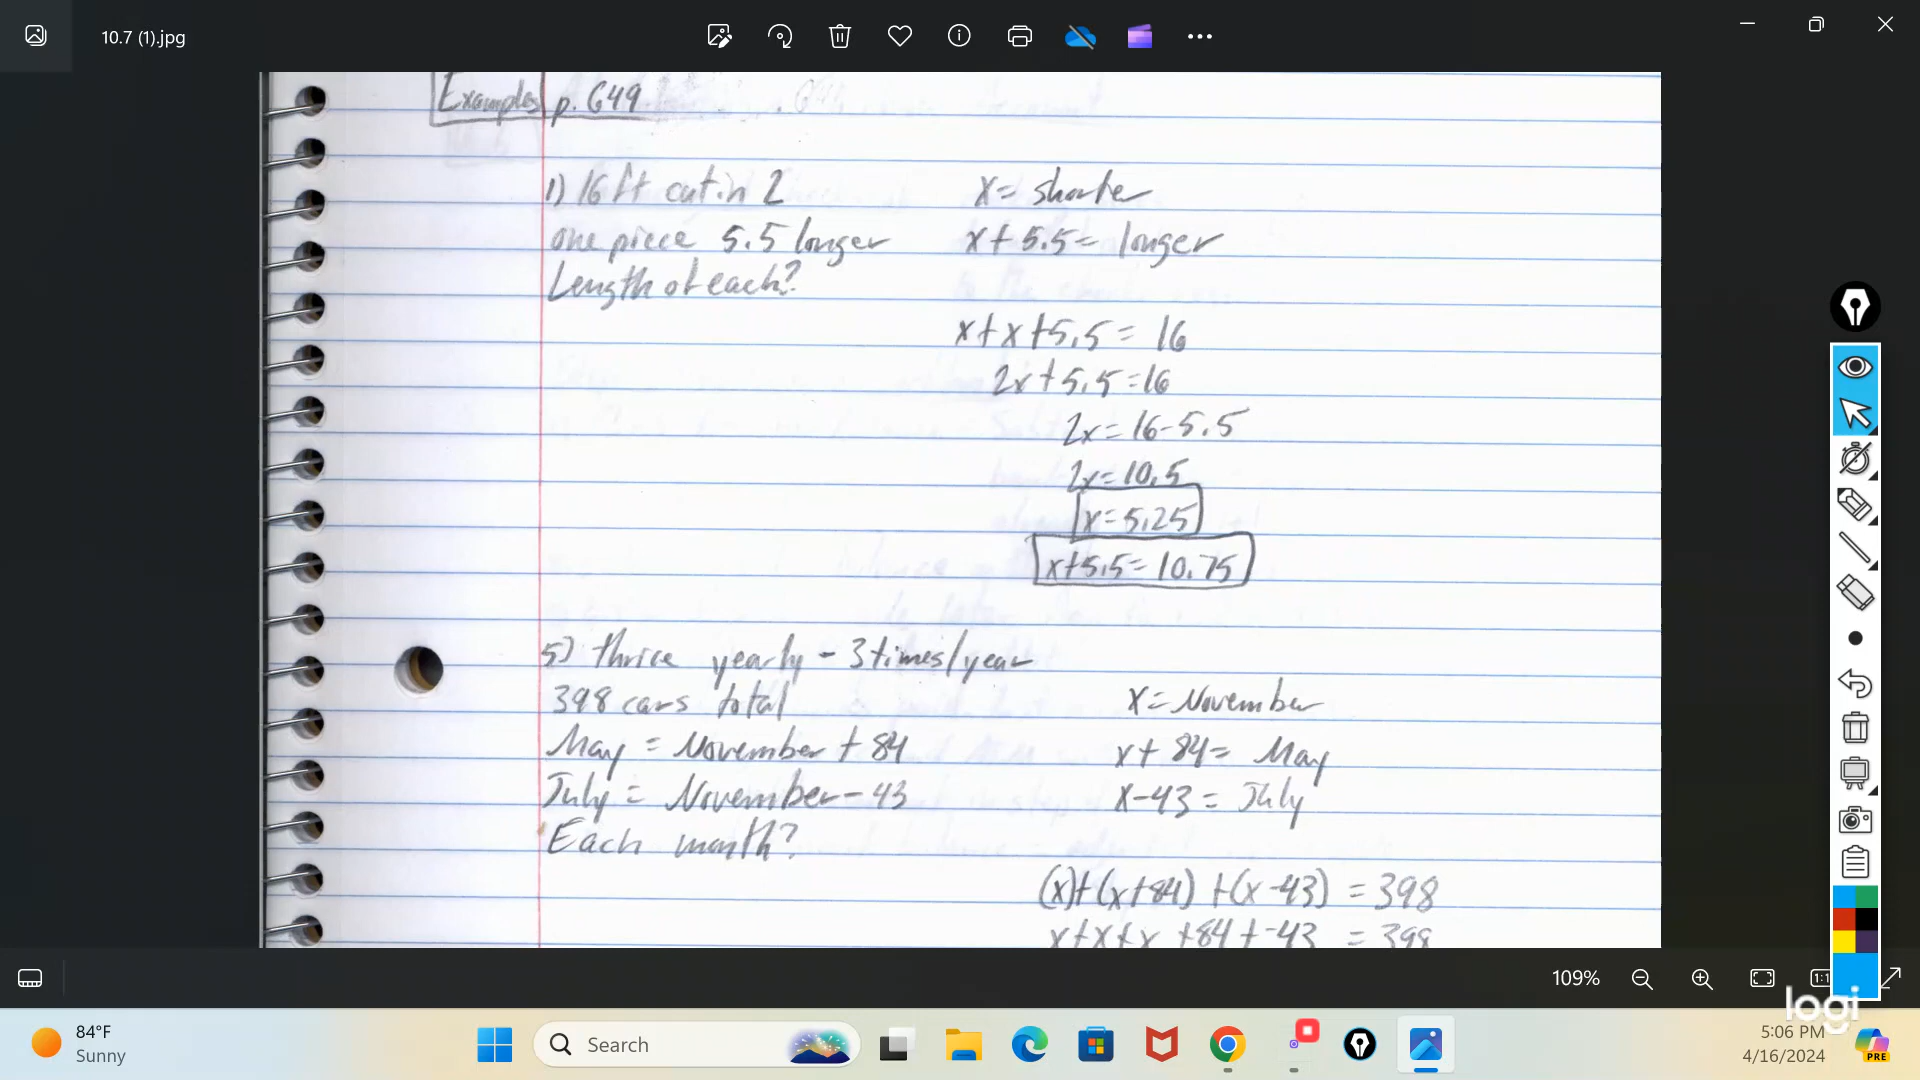 10.7 (1).jpg
Examples p. 649
1) 16 ft cut in 2
x = shorter
one piece 5.5 longer
x + 5.5 = longer
Length of each?
x + x + 5.5 = 16
2x + 5.5 = 16
2x = 16 - 5.5
2x = 10.5
x = 5.25
x + 5.5 = 10.75
5) thrice yearly - 3 times/year
398 cars total
x = November
May = November + 84
x + 84 = May
July = November - 43
x - 43 = July
Each month?
(x) + (x + 84) + (x - 43) = 398
x + x + x + 84 + -43 = 398
109%
1:1
logi
84°F
Sunny
Search
5:06 PM
4/16/2024
PRE